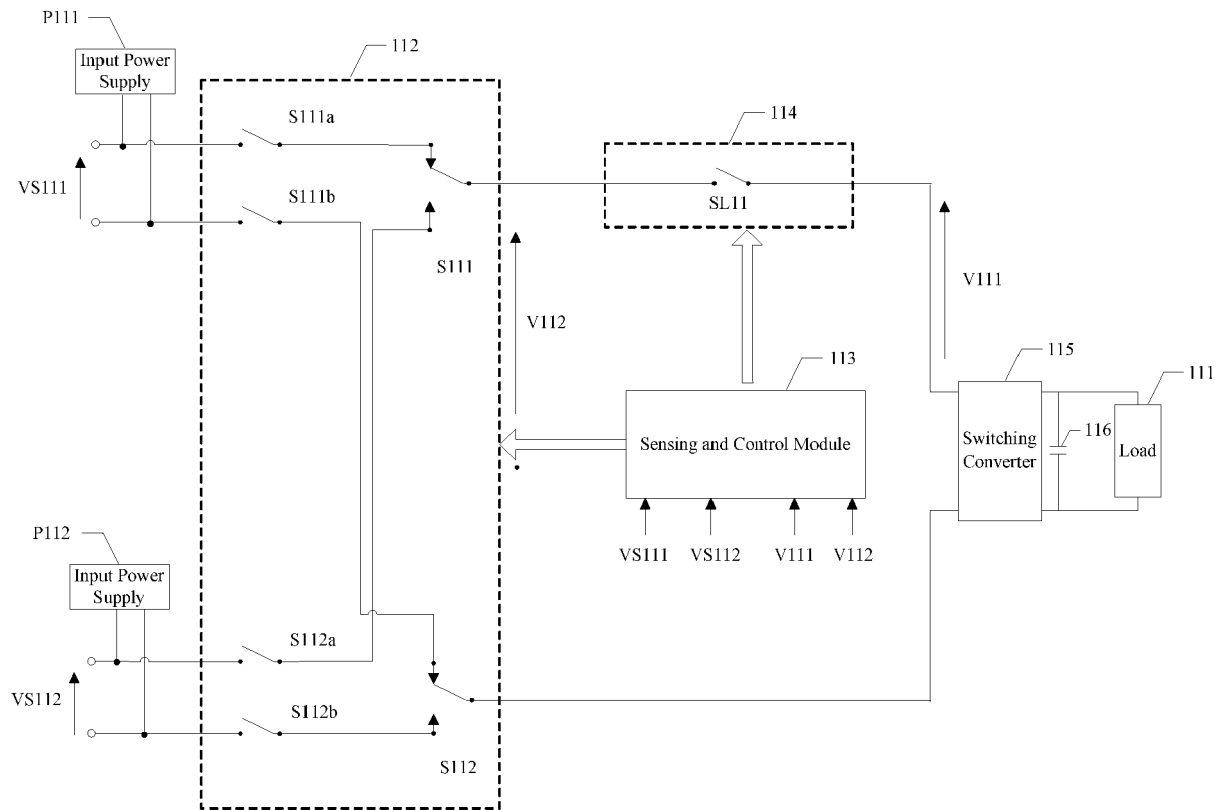 P111
Input Power
Supply
112
S111a
114
VS111
S111b
SL11
S111
V112
V111
113
115
111
Sensing and Control Module
Switching
Converter
116
Load
VS111
VS112
V111
V112
P112
Input Power
Supply
S112a
VS112
S112b
S112